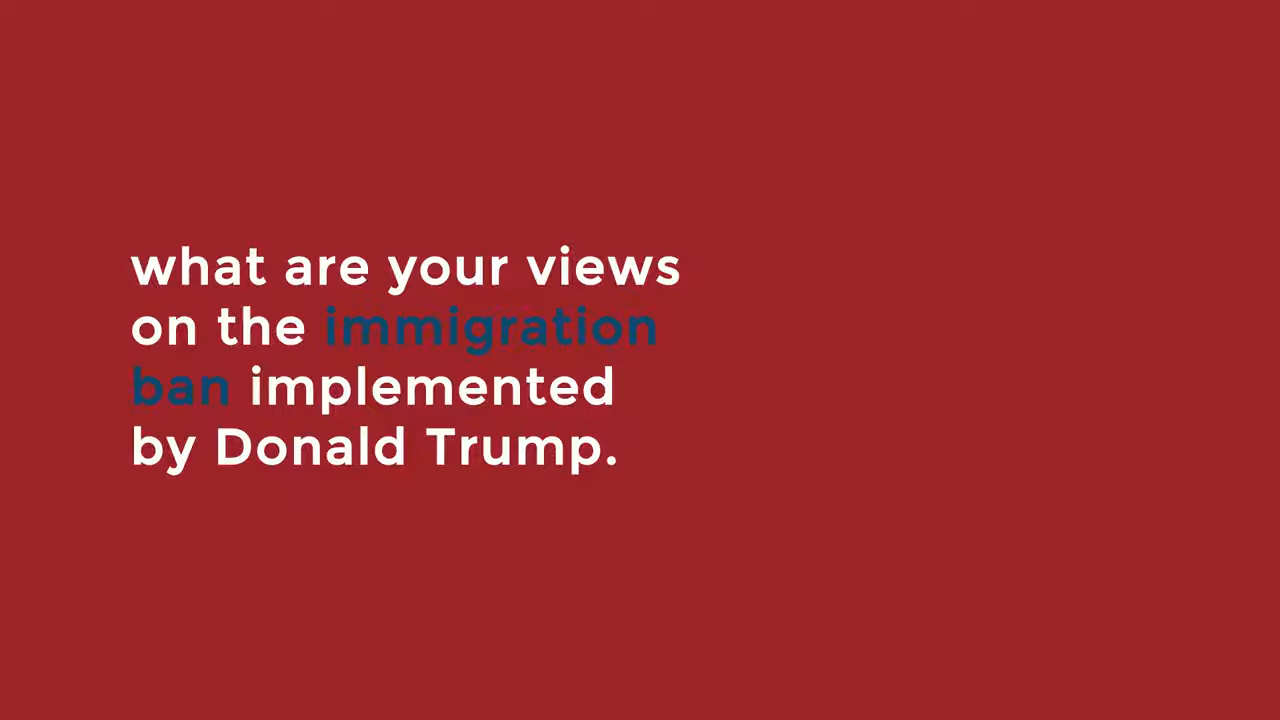 what are your views
on the immigration
ban implemented
by Donald Trump.